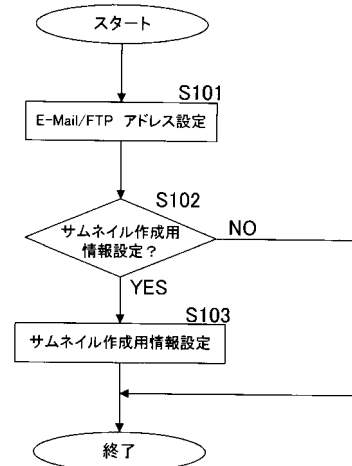 スタート
S101
E-Mail/FTP アドレス設定
S102
サムネイル作成用
情報設定？
NO
YES
S103
サムネイル作成用情報設定
終了